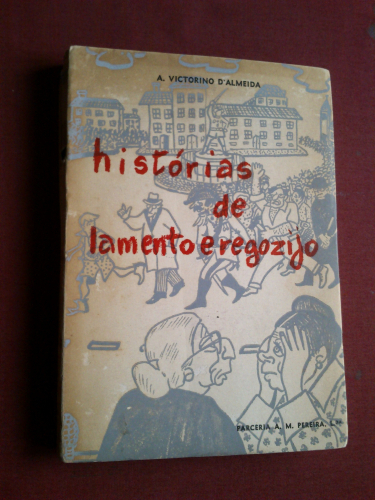 A. VICTORINO D'ALMEIDA
histórias
de
lamento e regozijo
PARCERIA A. M. PEREIRA, L.da